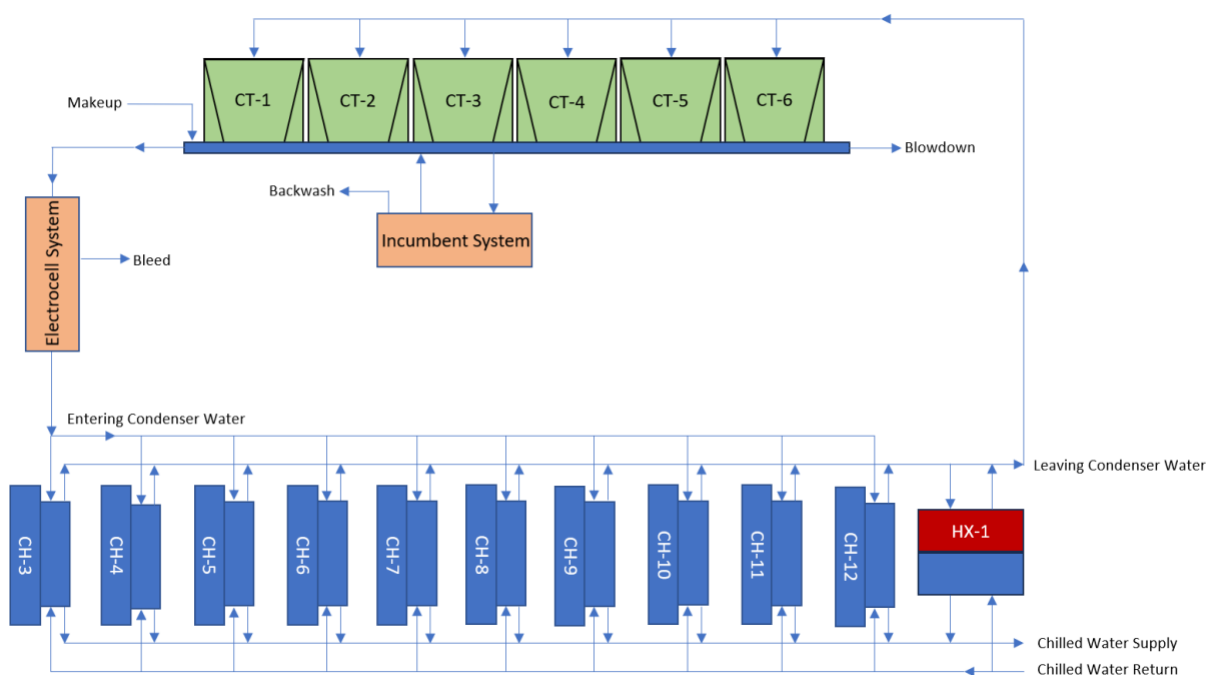 CT-1
CT-2
CT-3
CT-4
CT-5
CT-6
Makeup
Blowdown
Backwash
Incumbent System
Electrocell System
Bleed
Entering Condenser Water
Leaving Condenser Water
CH-3
CH-4
CH-5
CH-6
CH-7
CH-8
CH-9
CH-10
CH-11
CH-12
HX-1
Chilled Water Supply
Chilled Water Return